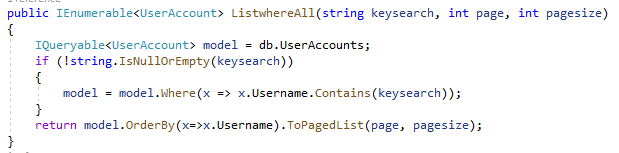 public IEnumerable<UserAccount> ListwhereAll(string keysearch, int page, int pagesize)
{
IQueryable<UserAccount> model = db.UserAccounts;
if (!string.IsNullOrEmpty(keysearch))
{
model = model.Where(x => x.Username.Contains(keysearch));
}
return model.OrderBy(x=>x.Username).ToPagedList(page, pagesize);
}